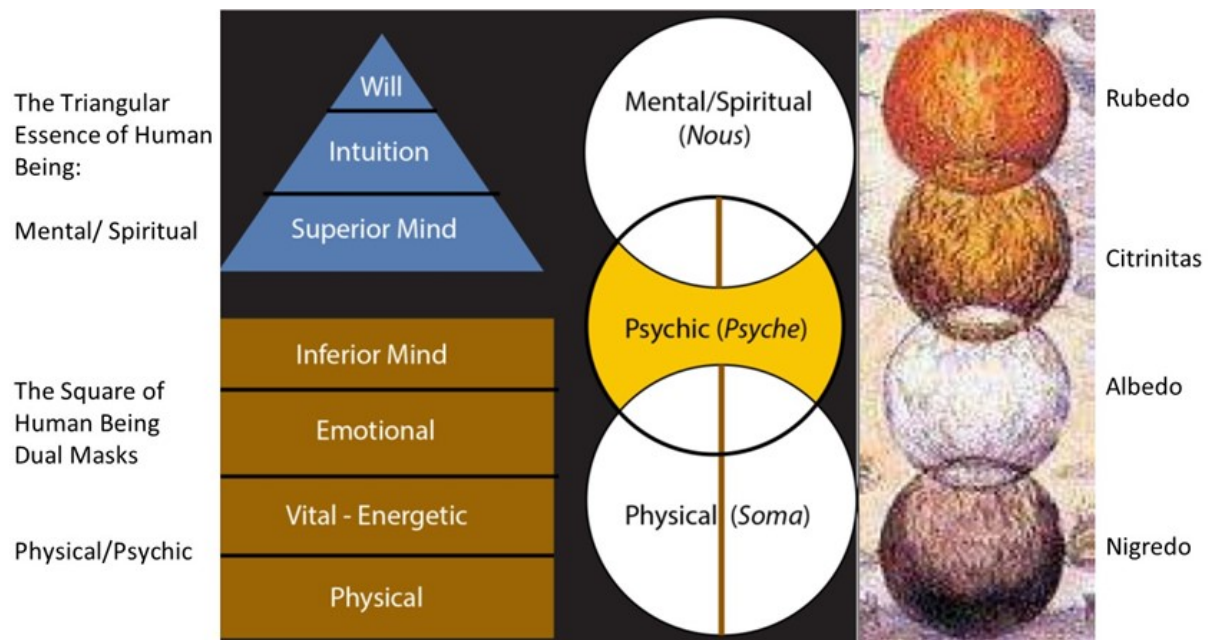 The Triangular
Essence of Human
Being:
Mental/ Spiritual
The Square of
Human Being
Dual Masks
Physical/Psychic
Will
Intuition
Superior Mind
Inferior Mind
Emotional
Vital - Energetic
Physical
Mental/Spiritual
(Nous)
Psychic (Psyche)
Physical (Soma)
Rubedo
Citrinitas
Albedo
Nigredo